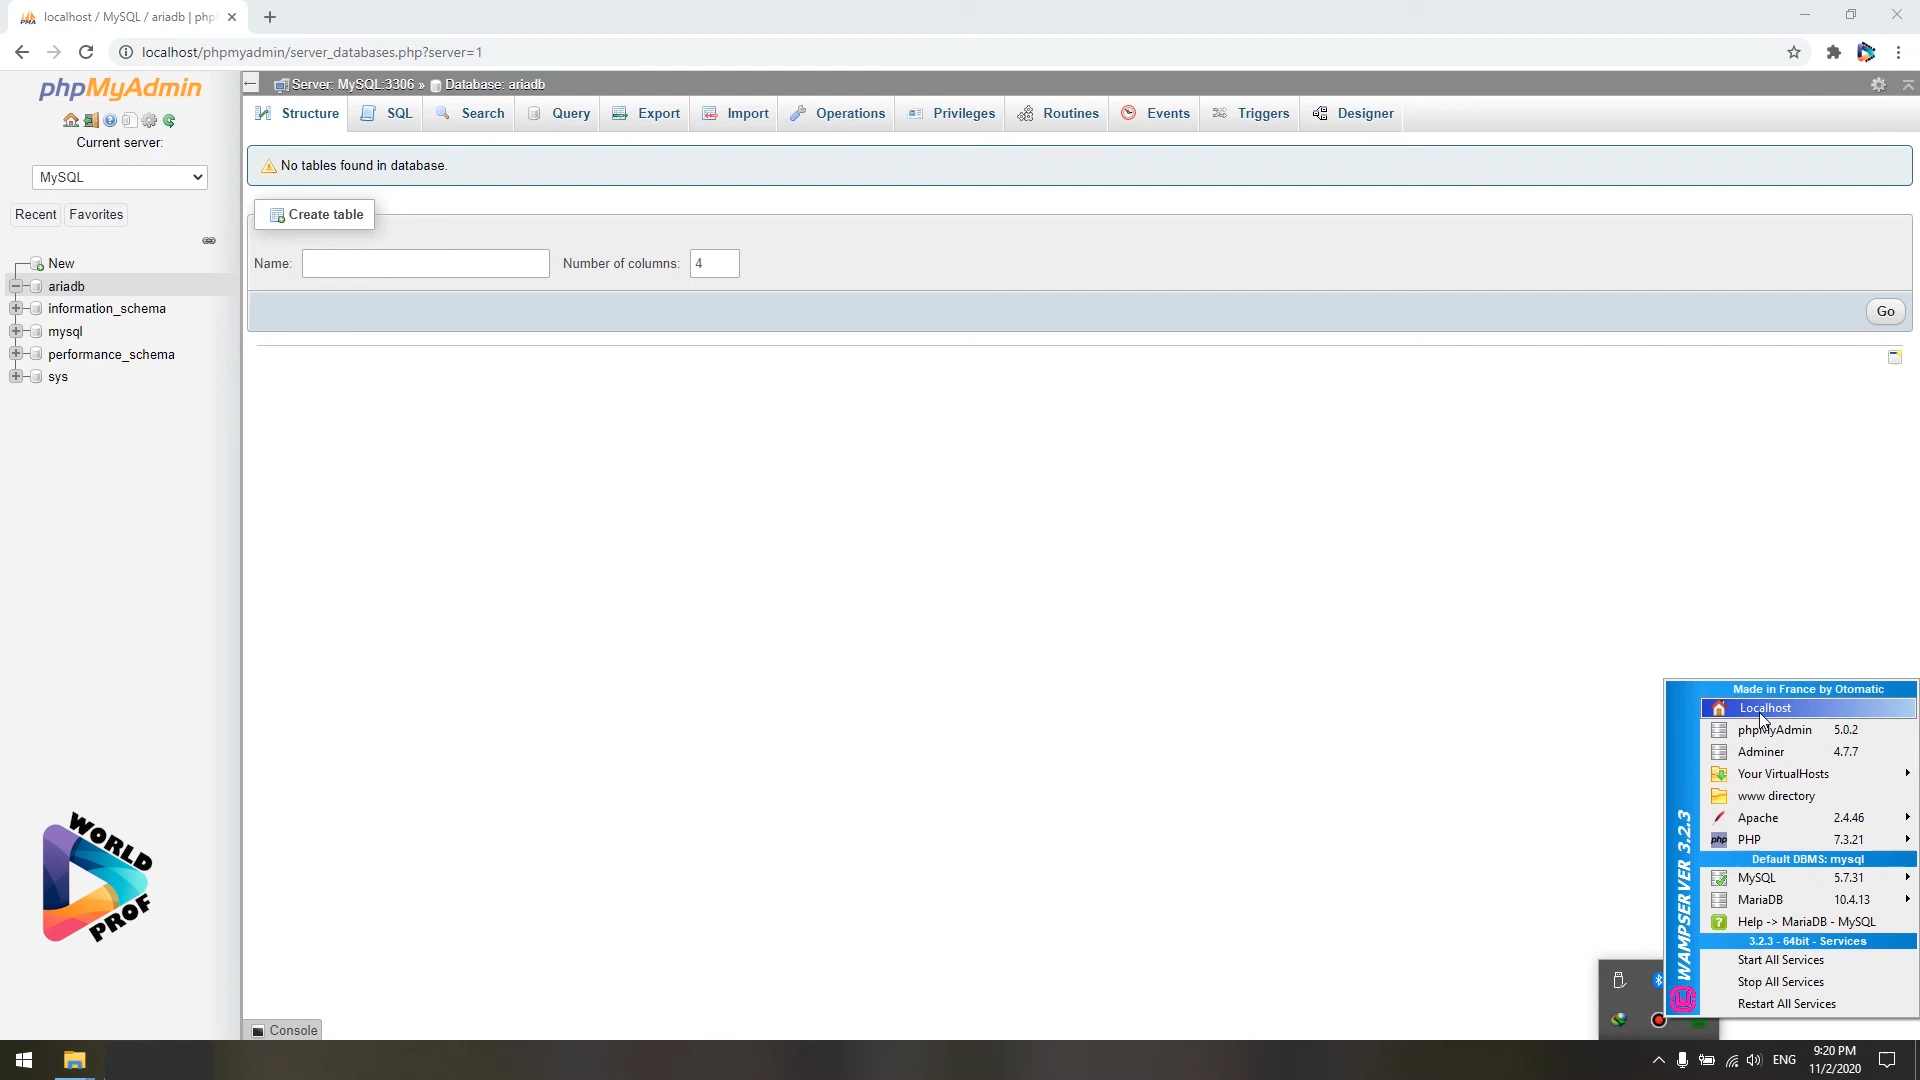 localhost / MySQL / ariadb | php
localhost/phpmyadmin/server_databases.php?server=1
phpMyAdmin
Current server:
MySQL
Recent
Favorites
New
ariadb
information_schema
mysql
performance_schema
sys
Server: MySQL:3306 » Database: ariadb
Structure
SQL
Search
Query
Export
Import
Operations
Privileges
Routines
Events
Triggers
Designer
No tables found in database.
Create table
Name:
Number of columns: 4
Go
Console
WORLD
PROF
WAMPSERVER 3.2.3
Made in France by Otomatic
Localhost
phpMyAdmin 5.0.2
Adminer 4.7.7
Your VirtualHosts
www directory
Apache 2.4.46
php PHP 7.3.21
Default DBMS: mysql
MySQL 5.7.31
MariaDB 10.4.13
Help -> MariaDB - MySQL
3.2.3 - 64bit - Services
Start All Services
Stop All Services
Restart All Services
ENG
9:20 PM
11/2/2020